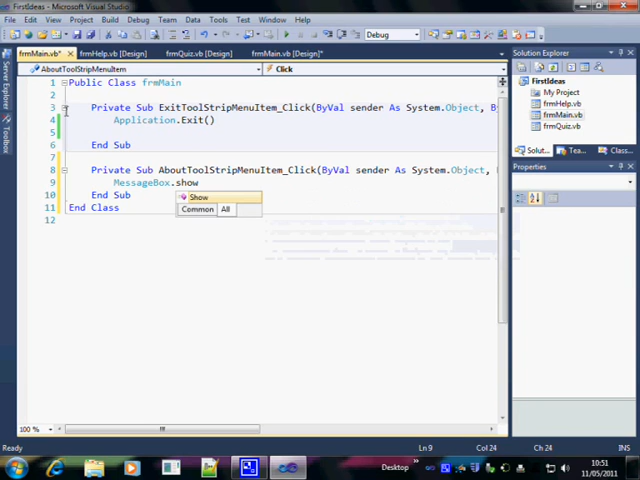 FirstIdeas - Microsoft Visual Studio
File Edit View Project Build Debug Team Data Tools Test Window Help
Debug
frmMain.vb* × frmHelp.vb [Design] frmQuiz.vb [Design] frmMain.vb [Design]*
AboutToolStripMenuItem Click
1 Public Class frmMain
2
3 Private Sub ExitToolStripMenuItem_Click(ByVal sender As System.Object, By
4 Application.Exit()
5
6 End Sub
7
8 Private Sub AboutToolStripMenuItem_Click(ByVal sender As System.Object,
9 MessageBox.show
10 End Sub
11 End Class
12
Show
Common All
Server Explorer
Toolbox
Solution Explorer
FirstIdeas
My Project
frmHelp.vb
frmMain.vb
frmQuiz.vb
Solut... Tea...
Properties
100 %
Ready Ln 9 Col 24 Ch 24
Desktop »
10:51
11/05/2011